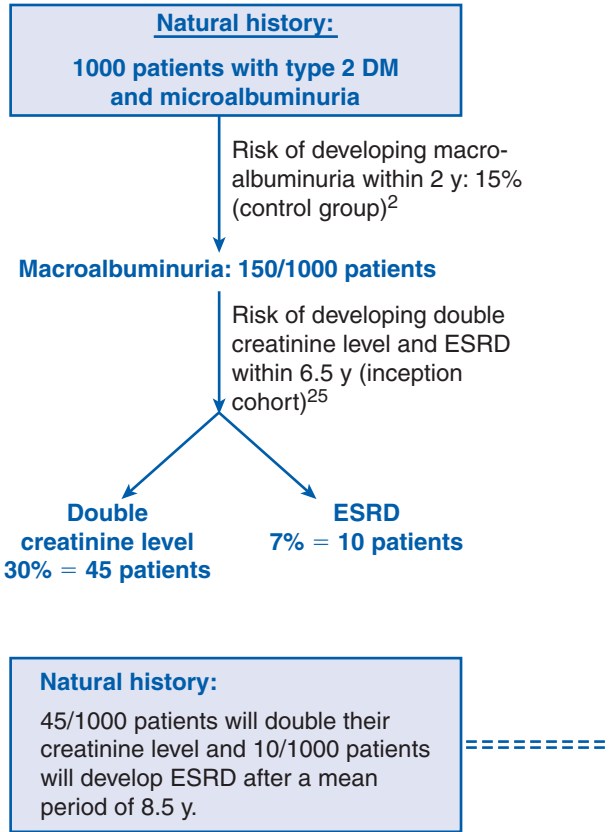 Natural history:
1000 patients with type 2 DM
and microalbuminuria
Risk of developing macro-
albuminuria within 2 y: 15%
(control group)2
Macroalbuminuria: 150/1000 patients
Risk of developing double
creatinine level and ESRD
within 6.5 y (inception
cohort)25
Double
creatinine level
30% = 45 patients
ESRD
7% = 10 patients
Natural history:
45/1000 patients will double their
creatinine level and 10/1000 patients
will develop ESRD after a mean
period of 8.5 y.